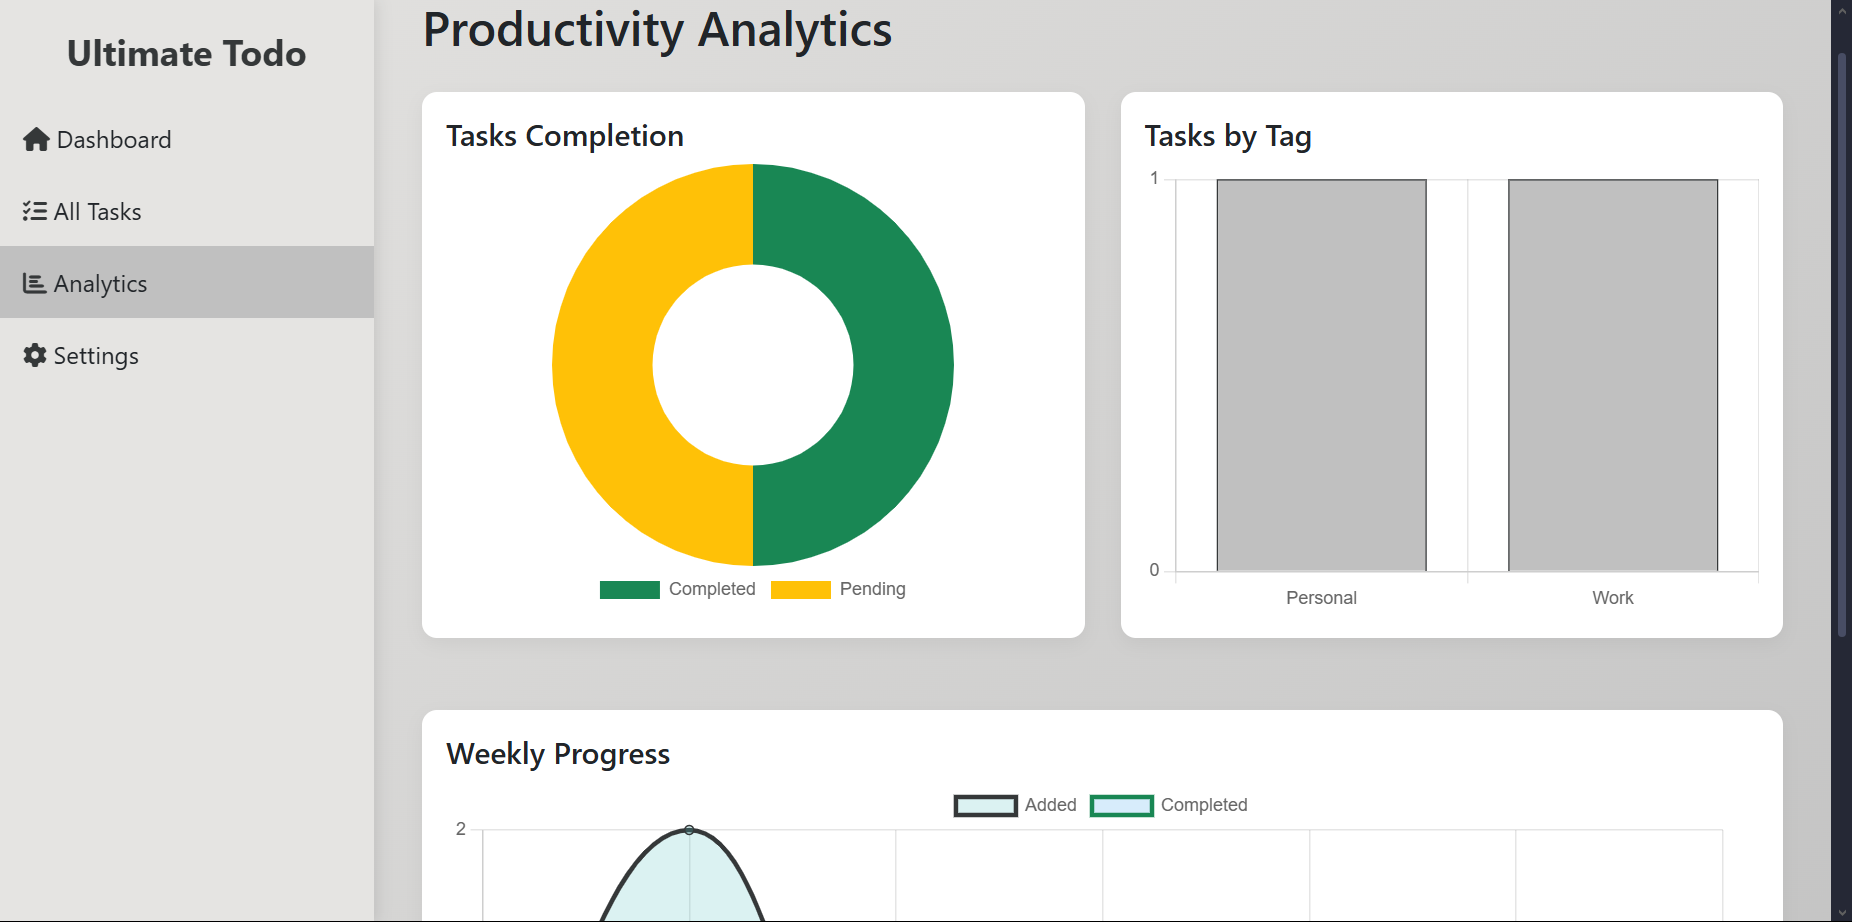 Ultimate Todo
Dashboard
All Tasks
Analytics
Settings
Productivity Analytics
Tasks Completion
Completed
Pending
Tasks by Tag
1
0
Personal
Work
Weekly Progress
Added
Completed
2